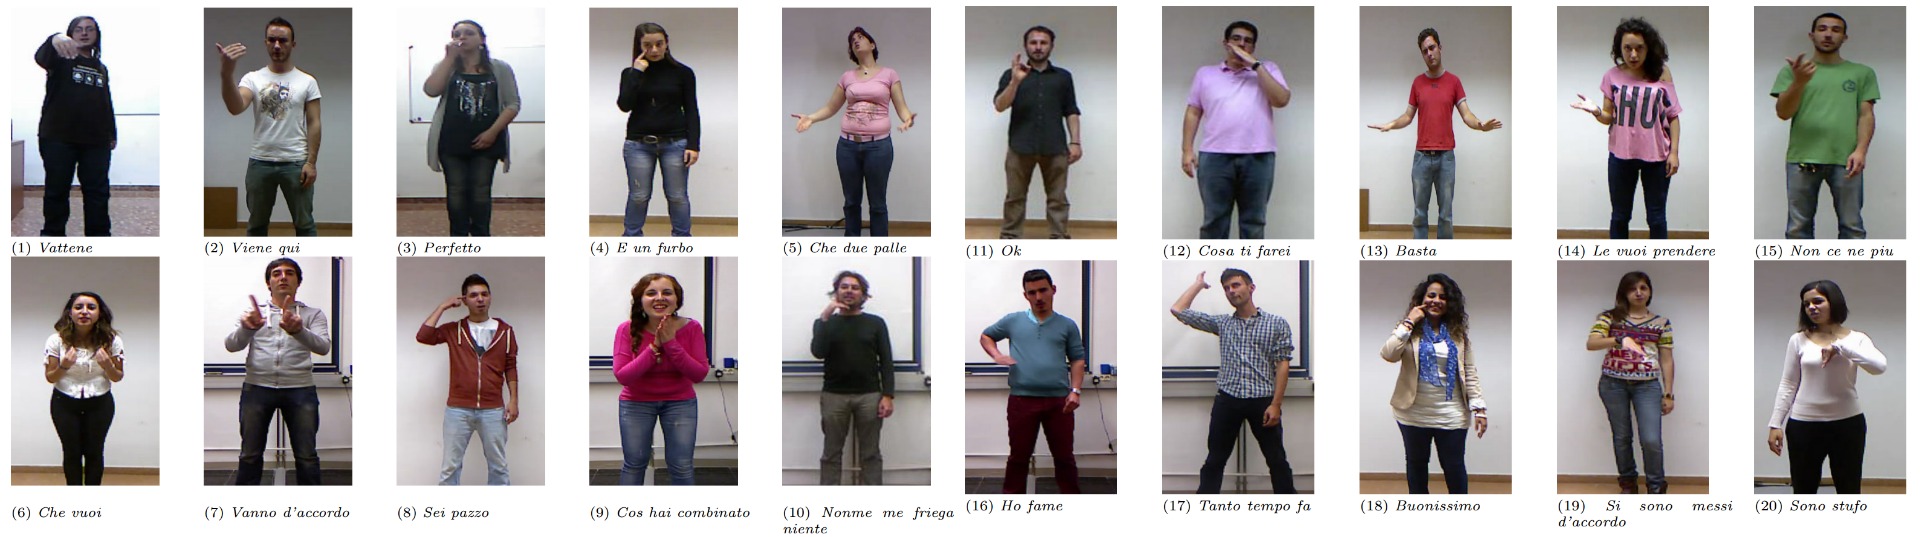 (1) Vattene
(2) Viene qui
(3) Perfetto
(4) E un furbo
(5) Che due palle
(11) Ok
(12) Cosa ti farei
(13) Basta
(14) Le vuoi prendere
(15) Non ce ne piu
CHUC
(6) Che vuoi
(7) Vanno d'accordo
(8) Sei pazzo
(9) Cos hai combinato
(10) Nonme me friega
niente
(16) Ho fame
(17) Tanto tempo fa
(18) Buonissimo
(19) Si sono messi
d'accordo
(20) Sono stufo